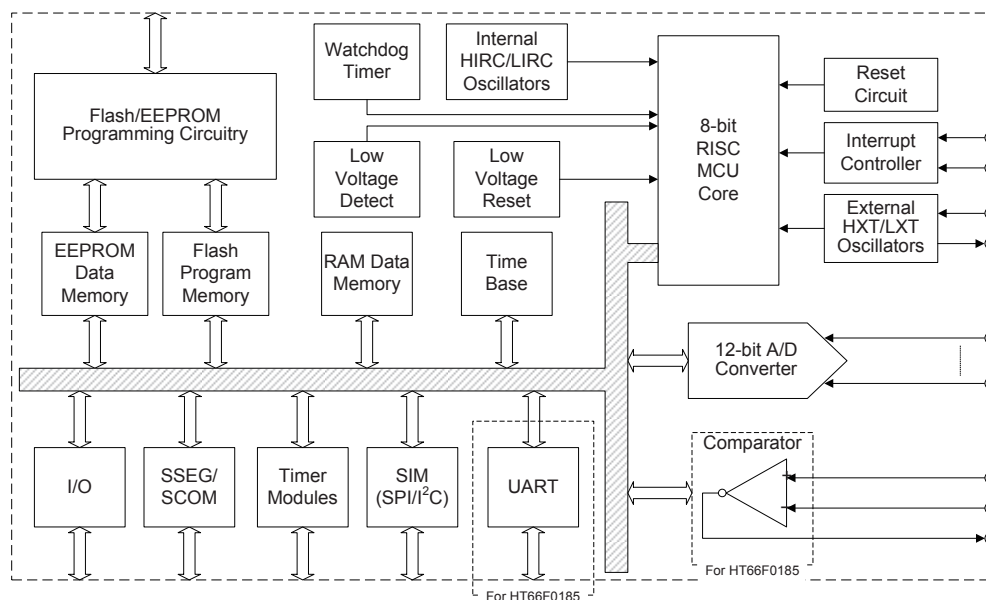 Watchdog
Timer
Internal
HIRC/LIRC
Oscillators
Reset
Circuit
Flash/EEPROM
Programming Circuitry
8-bit
RISC
MCU
Core
Interrupt
Controller
Low
Voltage
Detect
Low
Voltage
Reset
External
HXT/LXT
Oscillators
EEPROM
Data
Memory
Flash
Program
Memory
RAM Data
Memory
Time
Base
12-bit A/D
Converter
Comparator
I/O
SSEG/
SCOM
Timer
Modules
SIM
(SPI/I²C)
UART
+
-
For HT66F0185
For HT66F0185